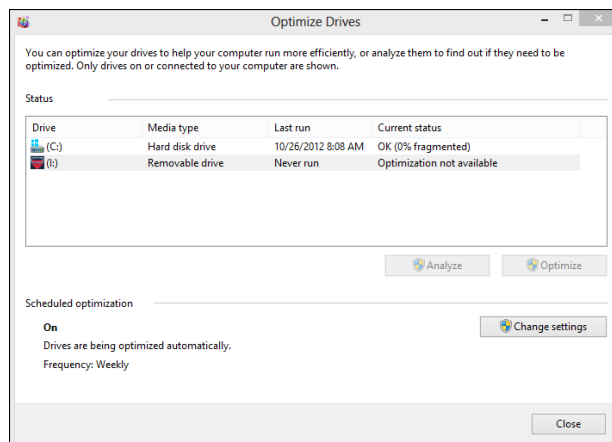 Optimize Drives
You can optimize your drives to help your computer run more efficiently, or analyze them to find out if they need to be
optimized. Only drives on or connected to your computer are shown.
Status
Drive Media type Last run Current status
(C:) Hard disk drive 10/26/2012 8:08 AM OK (0% fragmented)
(I:) Removable drive Never run Optimization not available
Analyze Optimize
Scheduled optimization
On Change settings
Drives are being optimized automatically.
Frequency: Weekly
Close